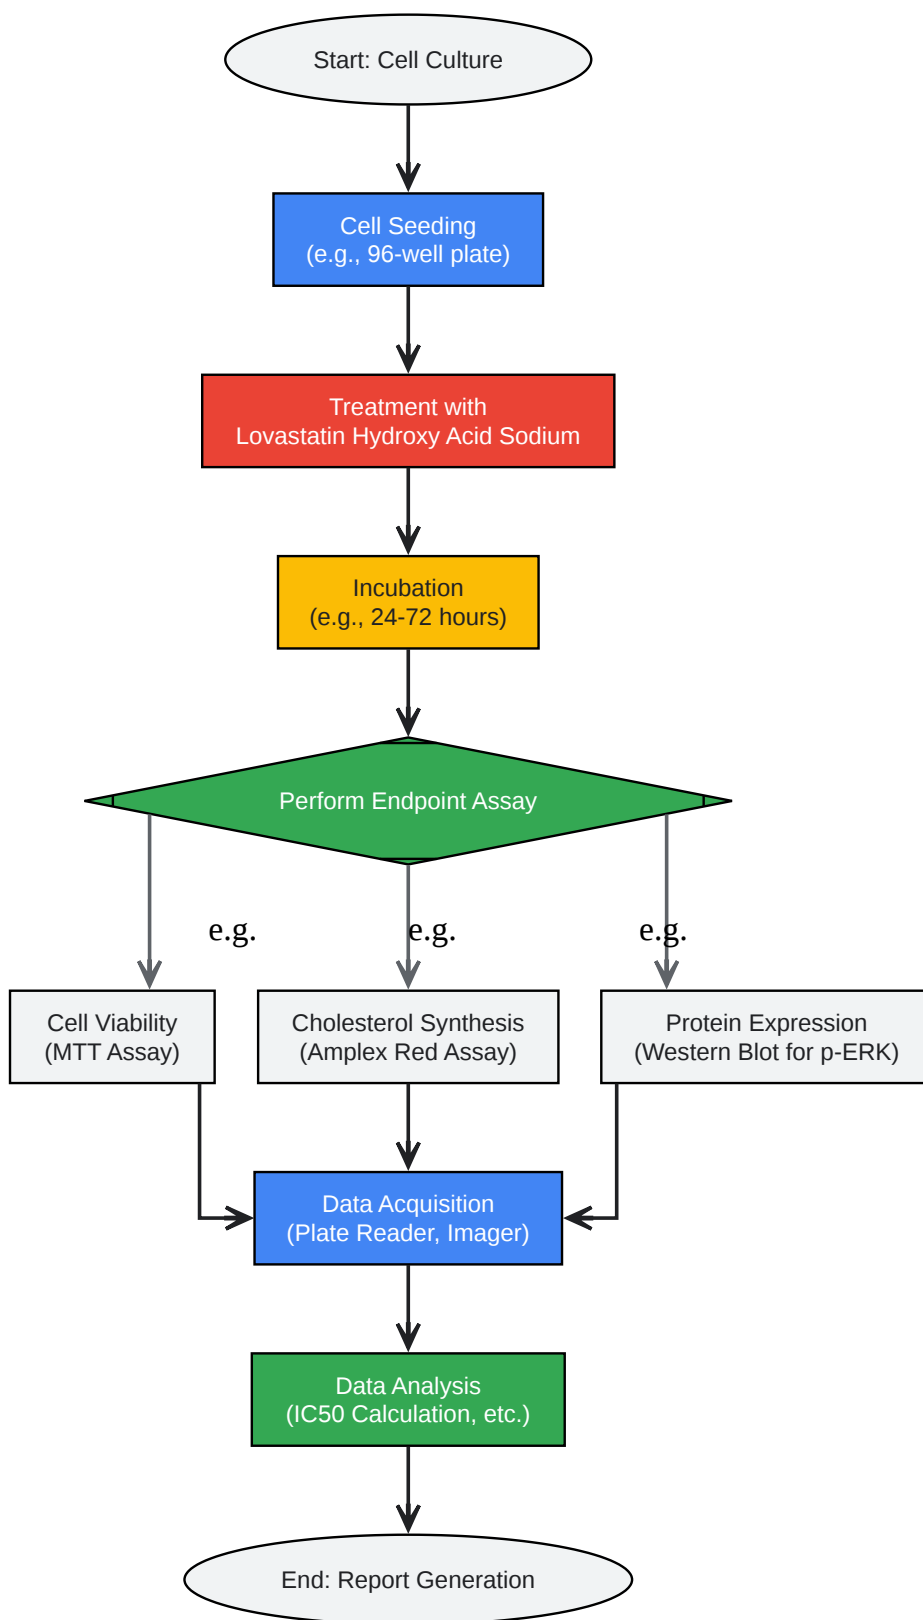 Start: Cell Culture
Cell Seeding
(e.g., 96-well plate)
Treatment with
Lovastatin Hydroxy Acid Sodium
Incubation
(e.g., 24-72 hours)
Perform Endpoint Assay
e.g.
e.g.
e.g.
Cell Viability
(MTT Assay)
Cholesterol Synthesis
(Amplex Red Assay)
Protein Expression
(Western Blot for p-ERK)
Data Acquisition
(Plate Reader, Imager)
Data Analysis
(IC50 Calculation, etc.)
End: Report Generation